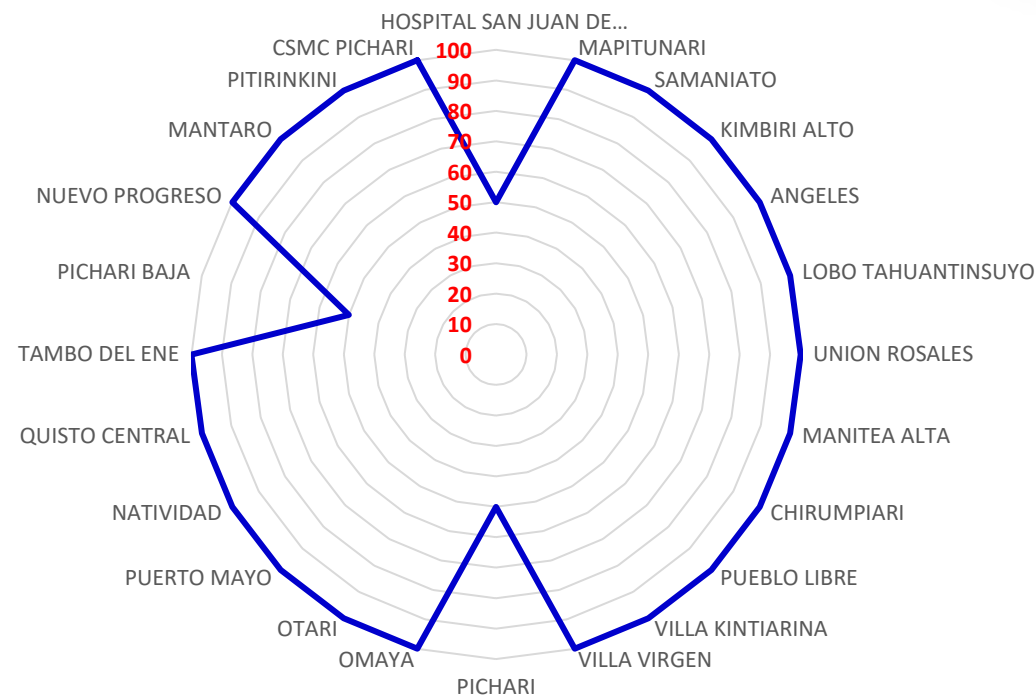 HOSPITAL SAN JUAN DE...
MAPITUNARI
SAMANIATO
KIMBIRI ALTO
ANGELES
LOBO TAHUANTINSUYO
UNION ROSALES
MANITEA ALTA
CHIRUMPIARI
PUEBLO LIBRE
VILLA KINTIARINA
VILLA VIRGEN
PICHARI
OMAYA
OTARI
PUERTO MAYO
NATIVIDAD
QUISTO CENTRAL
TAMBO DEL ENE
PICHARI BAJA
NUEVO PROGRESO
MANTARO
PITIRINKINI
CSMC PICHARI
100
90
80
70
60
50
40
30
20
10
0